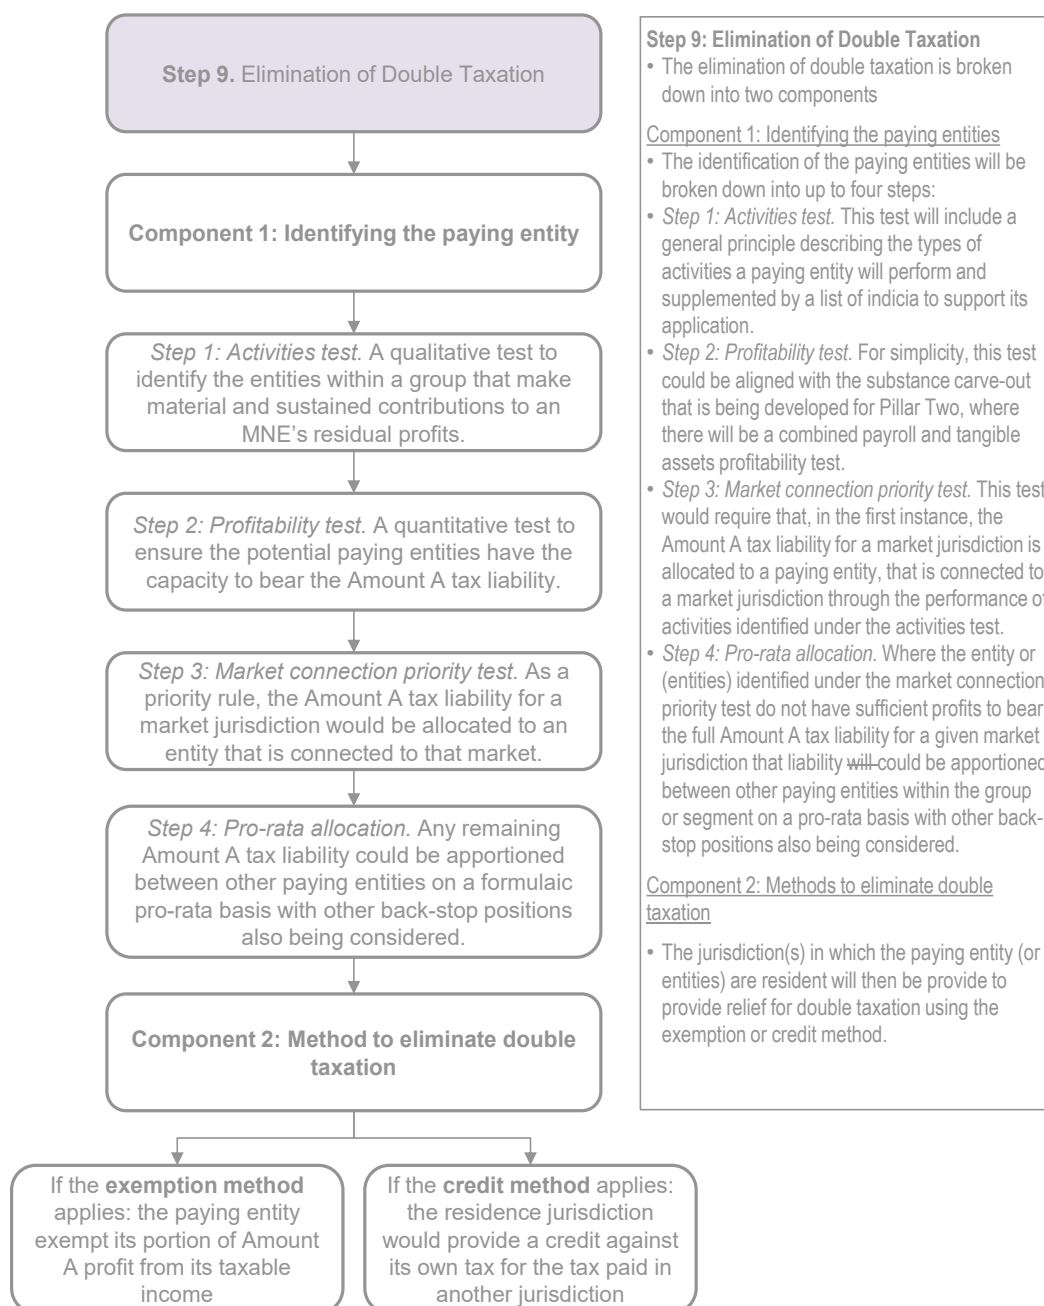 Step 9. Elimination of Double Taxation
Component 1: Identifying the paying entity
Step 1: Activities test. A qualitative test to
identify the entities within a group that make
material and sustained contributions to an
MNE's residual profits.
Step 2: Profitability test. A quantitative test to
ensure the potential paying entities have the
capacity to bear the Amount A tax liability.
Step 3: Market connection priority test. As a
priority rule, the Amount A tax liability for a
market jurisdiction would be allocated to an
entity that is connected to that market.
Step 4: Pro-rata allocation. Any remaining
Amount A tax liability could be apportioned
between other paying entities on a formulaic
pro-rata basis with other back-stop positions
also being considered.
Component 2: Method to eliminate double
taxation
If the exemption method
applies: the paying entity
exempt its portion of Amount
A profit from its taxable
income
If the credit method applies:
the residence jurisdiction
would provide a credit against
its own tax for the tax paid in
another jurisdiction
Step 9: Elimination of Double Taxation
• The elimination of double taxation is broken
down into two components
Component 1: Identifying the paying entities
• The identification of the paying entities will be
broken down into up to four steps:
• Step 1: Activities test. This test will include a
general principle describing the types of
activities a paying entity will perform and
supplemented by a list of indicia to support its
application.
• Step 2: Profitability test. For simplicity, this test
could be aligned with the substance carve-out
that is being developed for Pillar Two, where
there will be a combined payroll and tangible
assets profitability test.
• Step 3: Market connection priority test. This test
would require that, in the first instance, the
Amount A tax liability for a market jurisdiction is
allocated to a paying entity, that is connected to
a market jurisdiction through the performance of
activities identified under the activities test.
• Step 4: Pro-rata allocation. Where the entity or
(entities) identified under the market connection
priority test do not have sufficient profits to bear
the full Amount A tax liability for a given market
jurisdiction that liability will could be apportioned
between other paying entities within the group
or segment on a pro-rata basis with other back-
stop positions also being considered.
Component 2: Methods to eliminate double
taxation
• The jurisdiction(s) in which the paying entity (or
entities) are resident will then be provide to
provide relief for double taxation using the
exemption or credit method.